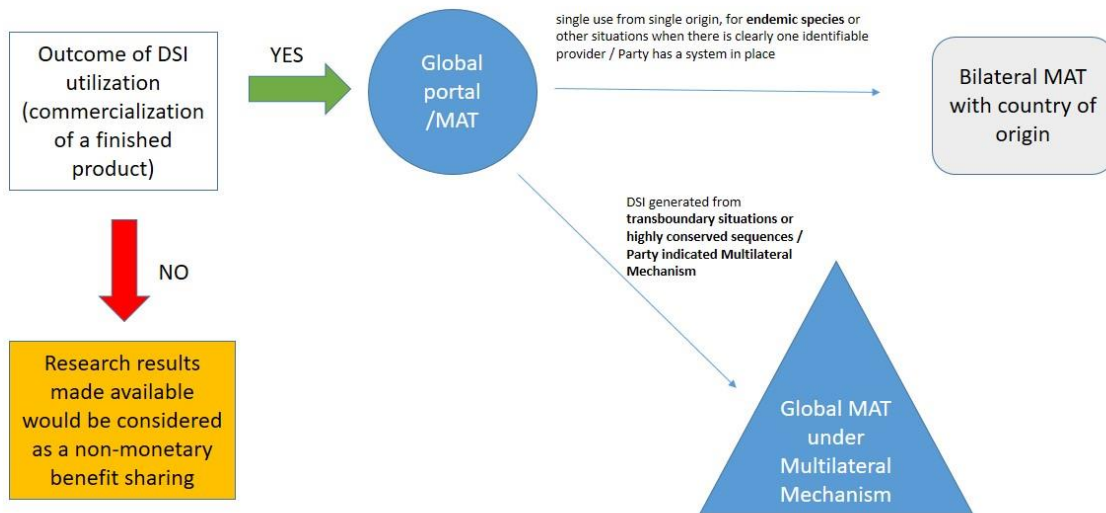 Outcome of DSI
utilization
(commercialization
of a finished
product)
YES
Global
portal
/MAT
single use from single origin, for endemic species or
other situations when there is clearly one identifiable
provider / Party has a system in place
Bilateral MAT
with country of
origin
NO
DSI generated from
transboundary situations or
highly conserved sequences /
Party indicated Multilateral
Mechanism
Research results
made available
would be considered
as a non-monetary
benefit sharing
Global MAT
under
Multilateral
Mechanism